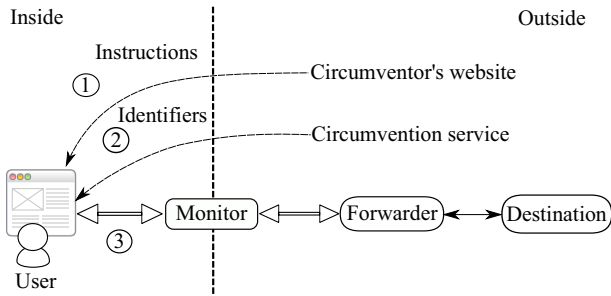 Inside
Outside
Instructions
1
Circumventor's website
Identifiers
2
Circumvention service
Monitor
Forwarder
Destination
3
User